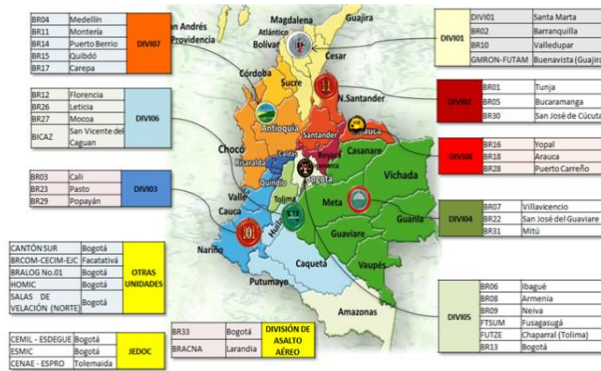 BR04 Medellín
BR11 Montería
BR14 Puerto Berrio
BR15 Quibdó
BR17 Carepa
DIVI07
BR12 Florencia
BR26 Leticia
BR27 Mocoa
BICAZ San Vicente del
Caguan
DIVI06
BR03 Cali
BR23 Pasto
BR29 Popayán
DIVI03
CANTÓN SUR Bogotá
BRCOM-CECIM-EJC Facatativá
BRALOG No.01 Bogotá
HOMIC Bogotá
SALAS DE
VELACIÓN (NORTE) Bogotá
OTRAS
UNIDADES
CEMIL - ESDEGUE Bogotá
ESMIC Bogotá
CENAE - ESPRO Tolemaida
JEDOC
BR33 Bogotá
BRACNA Larandia
DIVISIÓN DE
ASALTO
AÉREO
San Andrés
Providencia
Magdalena
Guajira
Atlántico
Bolívar
Cesar
Córdoba
Sucre
N.Santander
Antioquia
Santander
Arauca
Chocó
Casanare
Risaralda
Caldas
Boyacá
Vichada
Quindío
Bogotá
Valle
Tolima
Meta
Cauca
Huila
Guanía
Guaviare
Nariño
Vaupés
Caquetá
Putumayo
Amazonas
DIVI01
DIVI01 Santa Marta
BR02 Barranquilla
BR10 Valledupar
GMRON-FUTAM Buenavista (Guajira)
DIVI02
BR01 Tunja
BR05 Bucaramanga
BR30 San José de Cúcuta
BR16 Yopal
BR18 Arauca
BR28 Puerto Carreño
DIVI04
BR07 Villavicencio
BR22 San José del Guaviare
BR31 Mitú
DIVI05
BR06 Ibagué
BR08 Armenia
BR09 Neiva
FTSUM Fusagasugá
FUTZE Chaparral (Tolima)
BR13 Bogotá